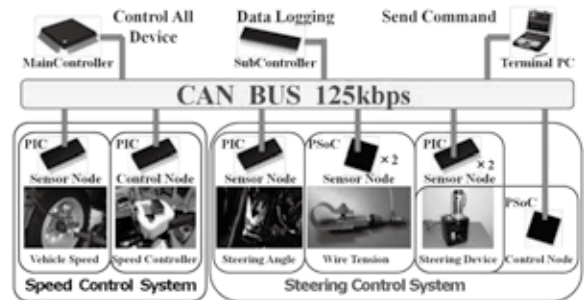 Control All
Device
Data Logging
Send Command
MainController
SubController
Terminal PC
CAN BUS 125kbps
PIC
Sensor Node
Vehicle Speed
PIC
Control Node
Speed Controller
Speed Control System
PIC
Sensor Node
Steering Angle
PSoC
×2
Sensor Node
Wire Tension
PIC
×2
Sensor Node
Steering Device
PSoC
Control Node
Steering Control System